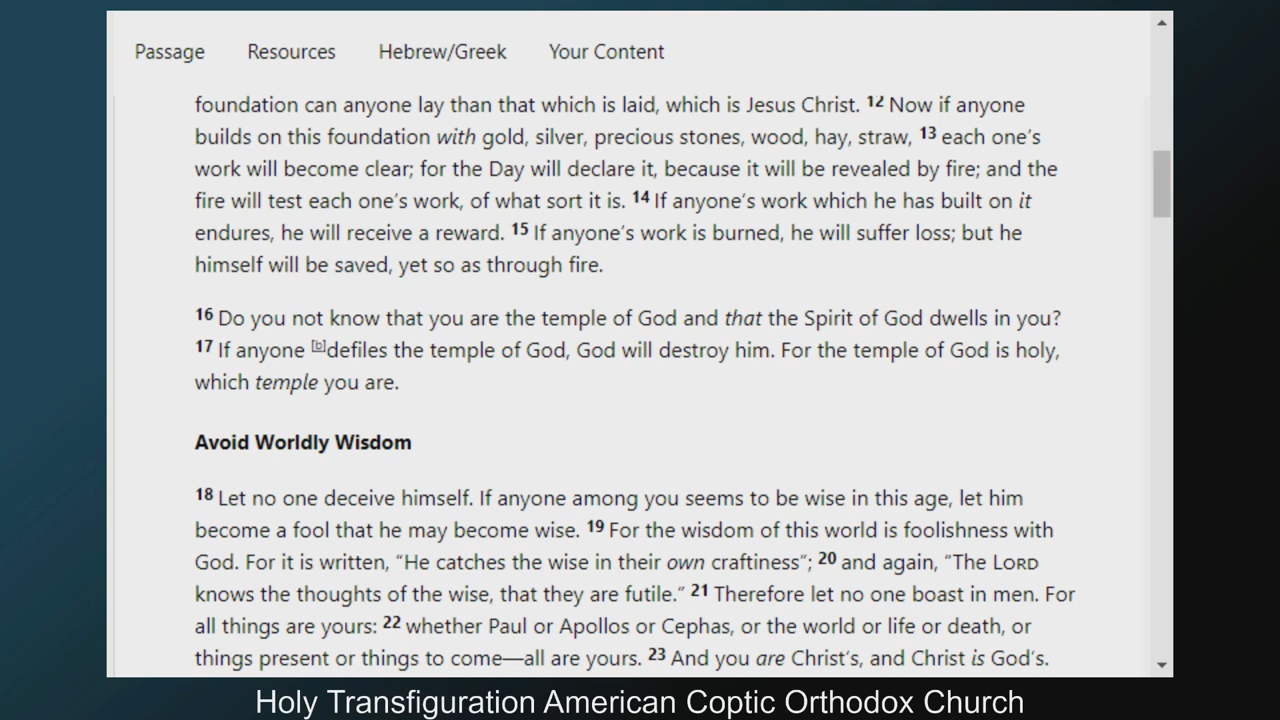 Passage Resources Hebrew/Greek Your Content
foundation can anyone lay than that which is laid, which is Jesus Christ. 12 Now if anyone
builds on this foundation with gold, silver, precious stones, wood, hay, straw, 13 each one's
work will become clear; for the Day will declare it, because it will be revealed by fire; and the
fire will test each one's work, of what sort it is. 14 If anyone's work which he has built on it
endures, he will receive a reward. 15 If anyone's work is burned, he will suffer loss; but he
himself will be saved, yet so as through fire.
16 Do you not know that you are the temple of God and that the Spirit of God dwells in you?
17 If anyone [b]defiles the temple of God, God will destroy him. For the temple of God is holy,
which temple you are.
Avoid Worldly Wisdom
18 Let no one deceive himself. If anyone among you seems to be wise in this age, let him
become a fool that he may become wise. 19 For the wisdom of this world is foolishness with
God. For it is written, “He catches the wise in their own craftiness”; 20 and again, “The LORD
knows the thoughts of the wise, that they are futile.” 21 Therefore let no one boast in men. For
all things are yours: 22 whether Paul or Apollos or Cephas, or the world or life or death, or
things present or things to come—all are yours. 23 And you are Christ's, and Christ is God's.
Holy Transfiguration American Coptic Orthodox Church